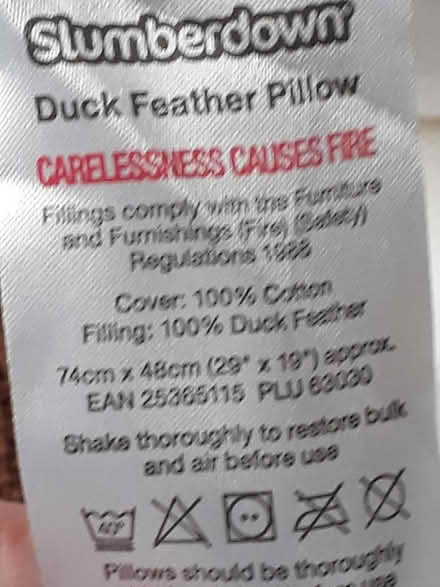 Slumberdown
Duck Feather Pillow
CARELESSNESS CAUSES FIRE
Fillings comply with the Furniture
and Furnishings (Fire) (Safety)
Regulations 1988
Cover: 100% Cotton
Filling: 100% Duck Feather
74cm x 48cm (29" x 19") approx.
EAN 25365115 PLU 63030
Shake thoroughly to restore bulk
and air before use
40°
Pillows should be thoroughly
use